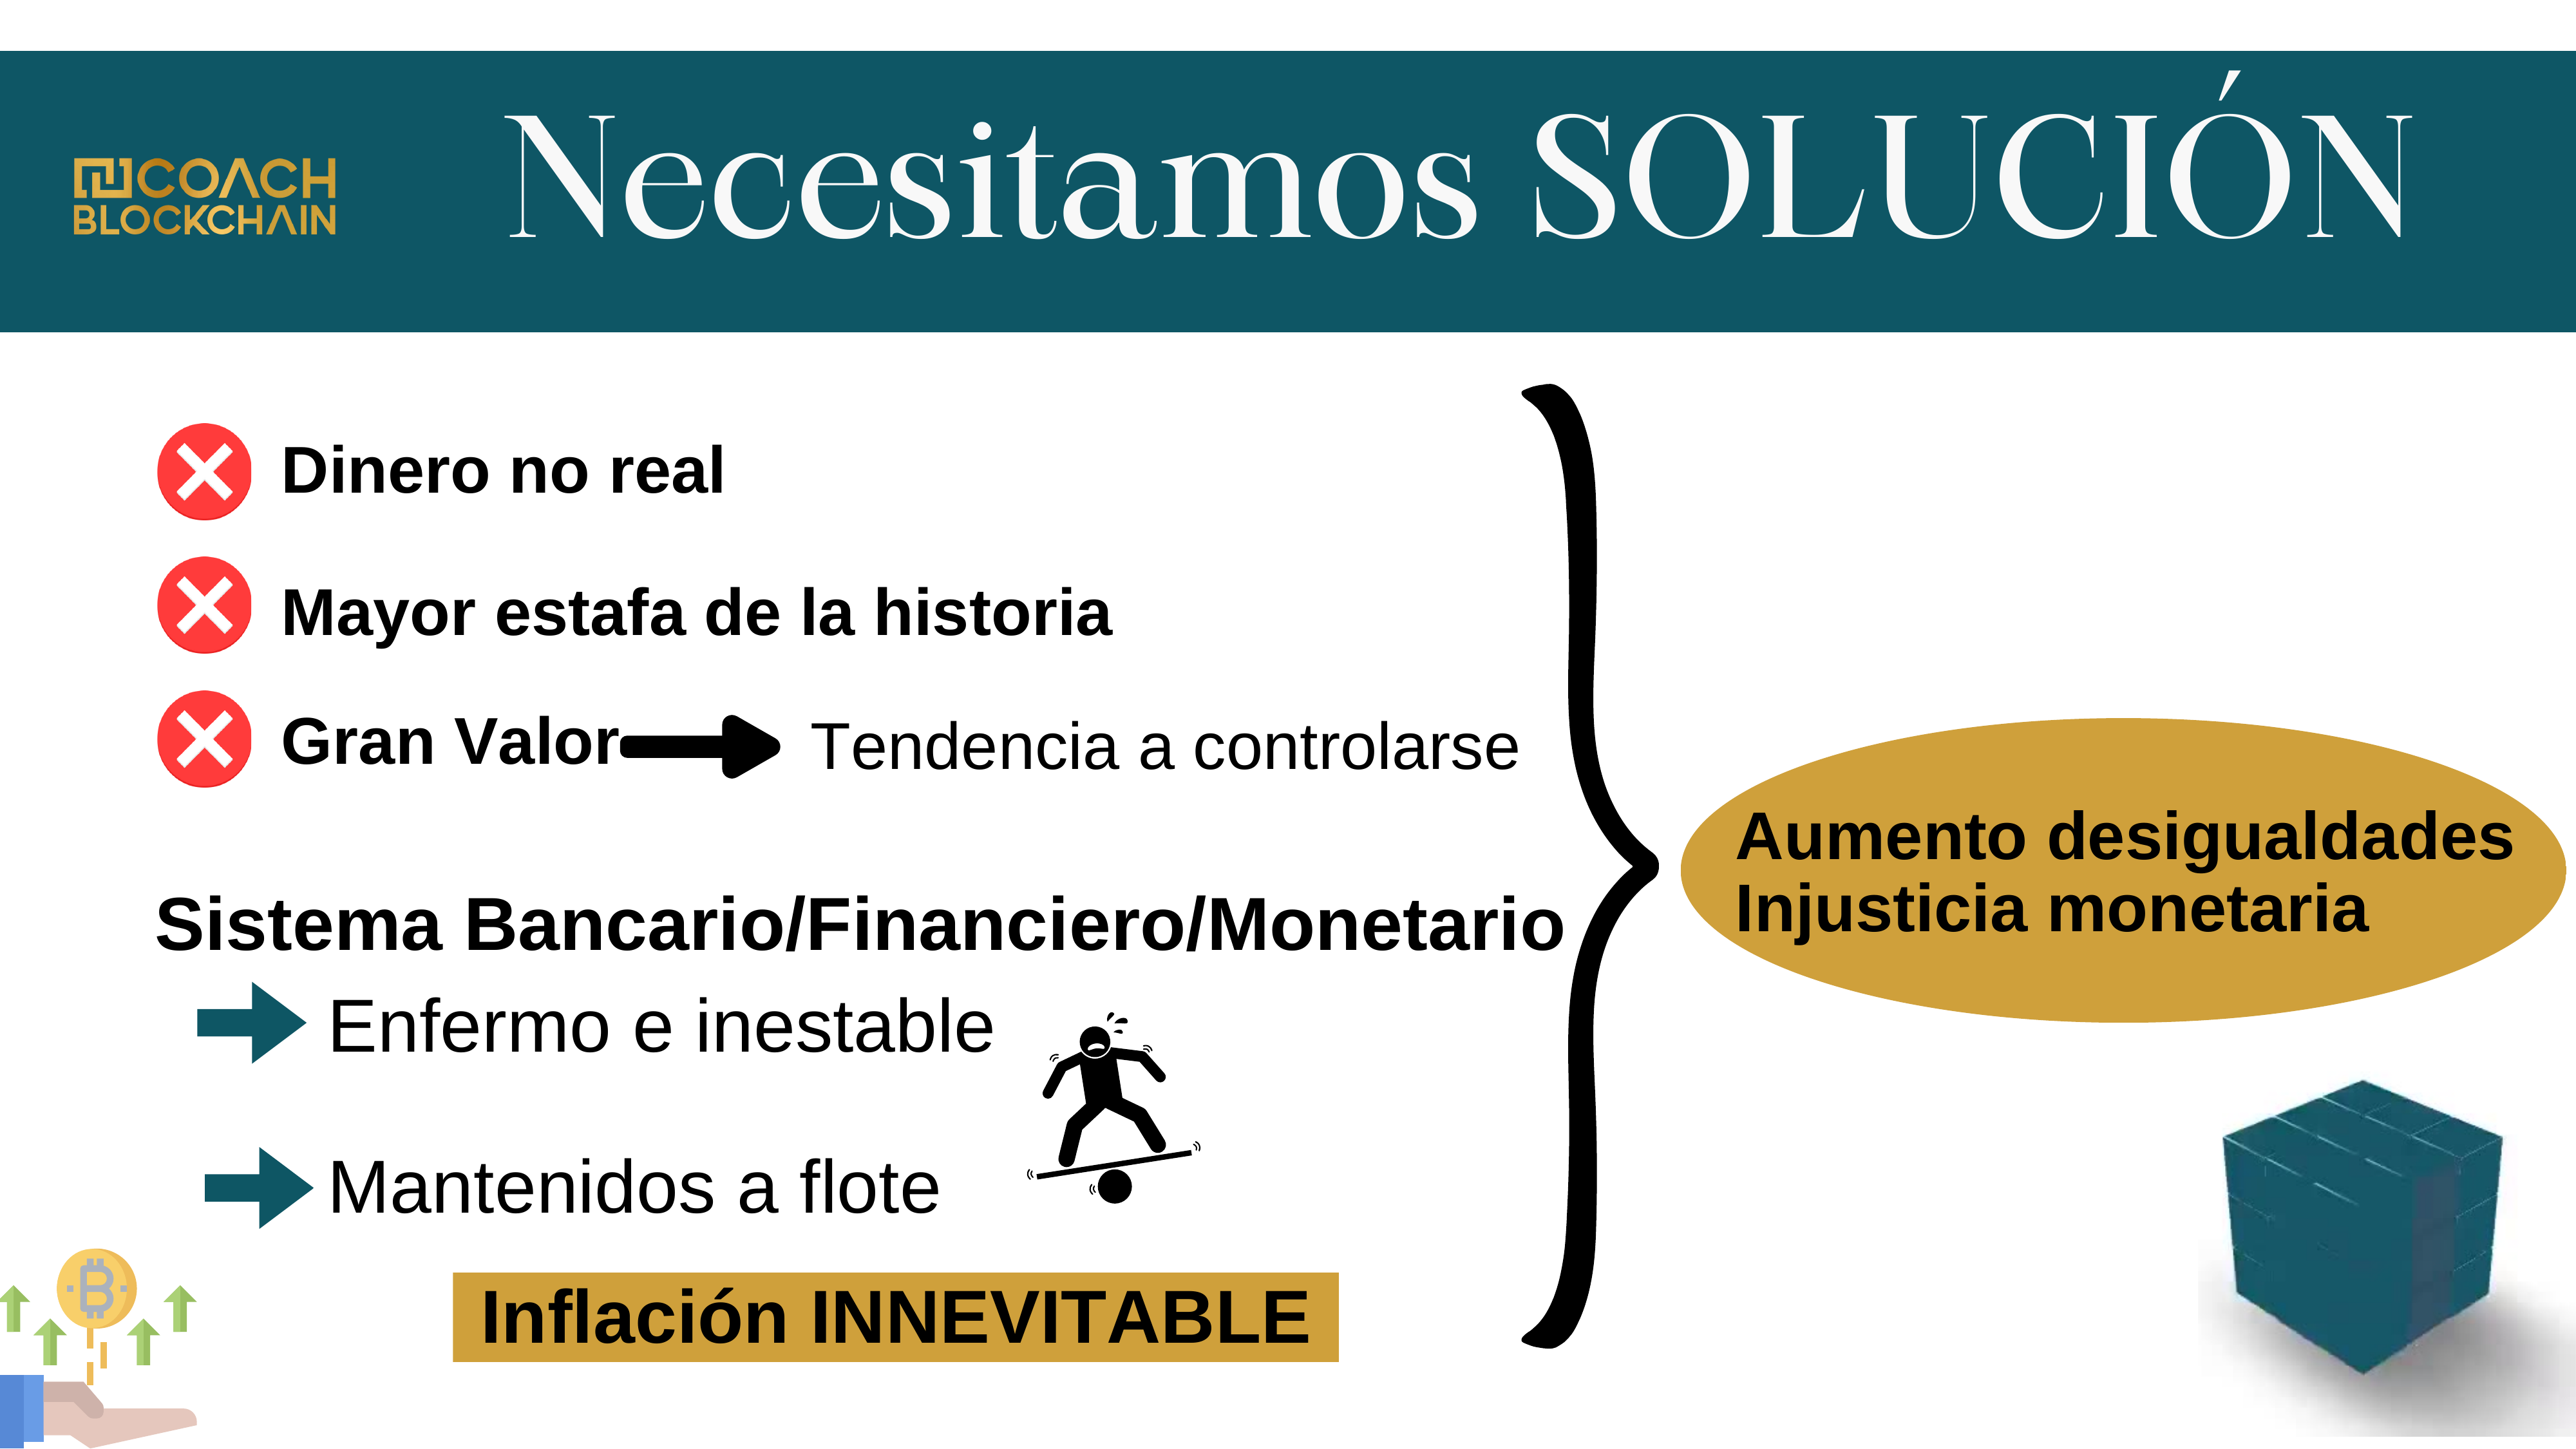 COACH
BLOCKCHAIN
Necesitamos SOLUCIÓN
Dinero no real
Mayor estafa de la historia
Gran Valor Tendencia a controlarse
Sistema Bancario/Financiero/Monetario
Enfermo e inestable
Mantenidos a flote
Inflación INNEVITABLE
Aumento desigualdades
Injusticia monetaria